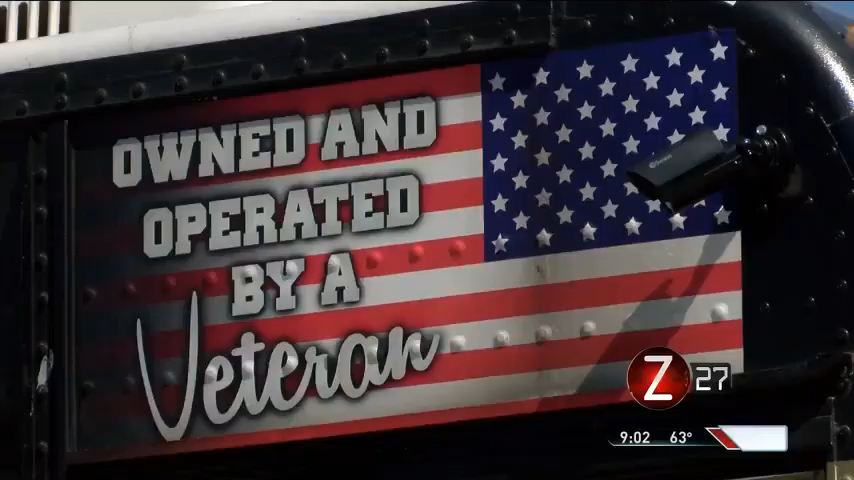 OWNED AND
OPERATED
BY A
Veteran
Z 27
9:02 63°